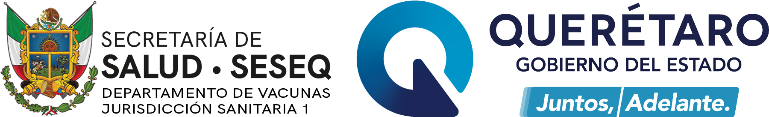 SECRETARÍA DE
SALUD • SESEQ
DEPARTAMENTO DE VACUNAS
JURISDICCIÓN SANITARIA 1
QUERÉTARO
GOBIERNO DEL ESTADO
Juntos, Adelante.